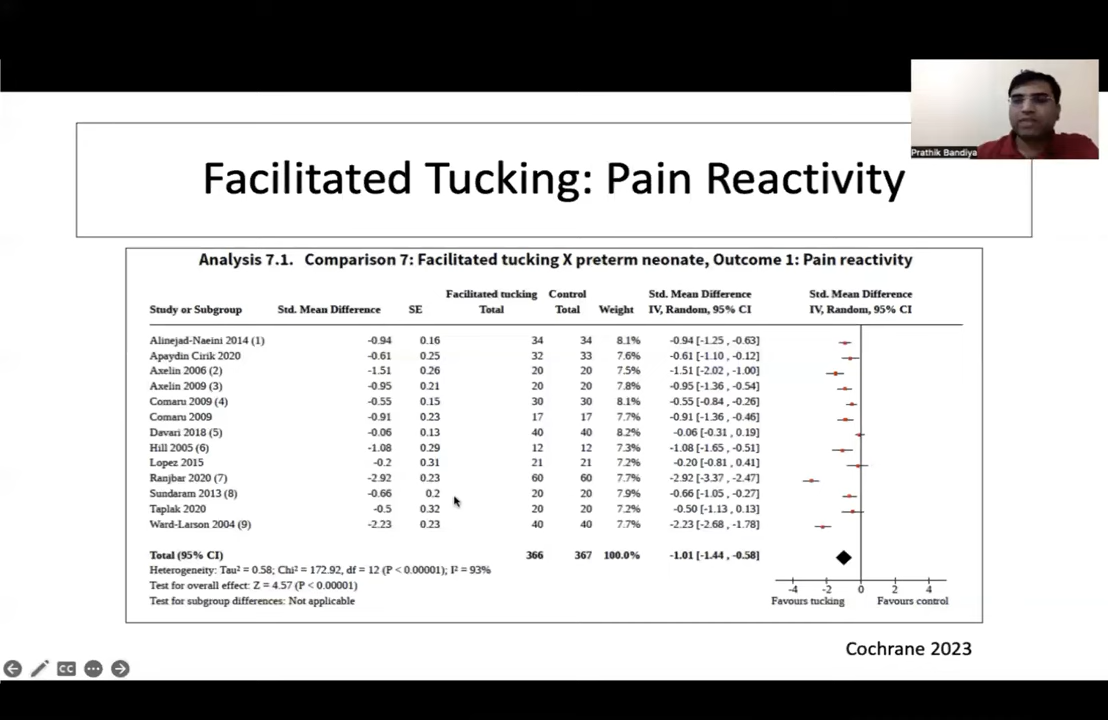 Prathik Bandiya
Facilitated Tucking: Pain Reactivity
Analysis 7.1. Comparison 7: Facilitated tucking X preterm neonate, Outcome 1: Pain reactivity
Facilitated tucking Control Std. Mean Difference Std. Mean Difference
Study or Subgroup Std. Mean Difference SE Total Total Weight IV, Random, 95% CI IV, Random, 95% CI
Alinejad-Naeini 2014 (1) -0.94 0.16 34 34 8.1% -0.94 [-1.25 , -0.63]
Apaydin Cirik 2020 -0.61 0.25 32 33 7.6% -0.61 [-1.10 , -0.12]
Axelin 2006 (2) -1.51 0.26 20 20 7.5% -1.51 [-2.02 , -1.00]
Axelin 2009 (3) -0.95 0.21 20 20 7.8% -0.95 [-1.36 , -0.54]
Comaru 2009 (4) -0.55 0.15 30 30 8.1% -0.55 [-0.84 , -0.26]
Comaru 2009 -0.91 0.23 17 17 7.7% -0.91 [-1.36 , -0.46]
Davari 2018 (5) -0.06 0.13 40 40 8.2% -0.06 [-0.31 , 0.19]
Hill 2005 (6) -1.08 0.29 12 12 7.3% -1.08 [-1.65 , -0.51]
Lopez 2015 -0.2 0.31 21 21 7.2% -0.20 [-0.81 , 0.41]
Ranjbar 2020 (7) -2.92 0.23 60 60 7.7% -2.92 [-3.37 , -2.47]
Sundaram 2013 (8) -0.66 0.2 20 20 7.9% -0.66 [-1.05 , -0.27]
Taplak 2020 -0.5 0.32 20 20 7.2% -0.50 [-1.13 , 0.13]
Ward-Larson 2004 (9) -2.23 0.23 40 40 7.7% -2.23 [-2.68 , -1.78]
Total (95% CI) 366 367 100.0% -1.01 [-1.44 , -0.58]
Heterogeneity: Tau² = 0.58; Chi² = 172.92, df = 12 (P < 0.00001); I² = 93%
Test for overall effect: Z = 4.57 (P < 0.00001)
Test for subgroup differences: Not applicable
-4 -2 0 2 4
Favours tucking Favours control
Cochrane 2023
CC